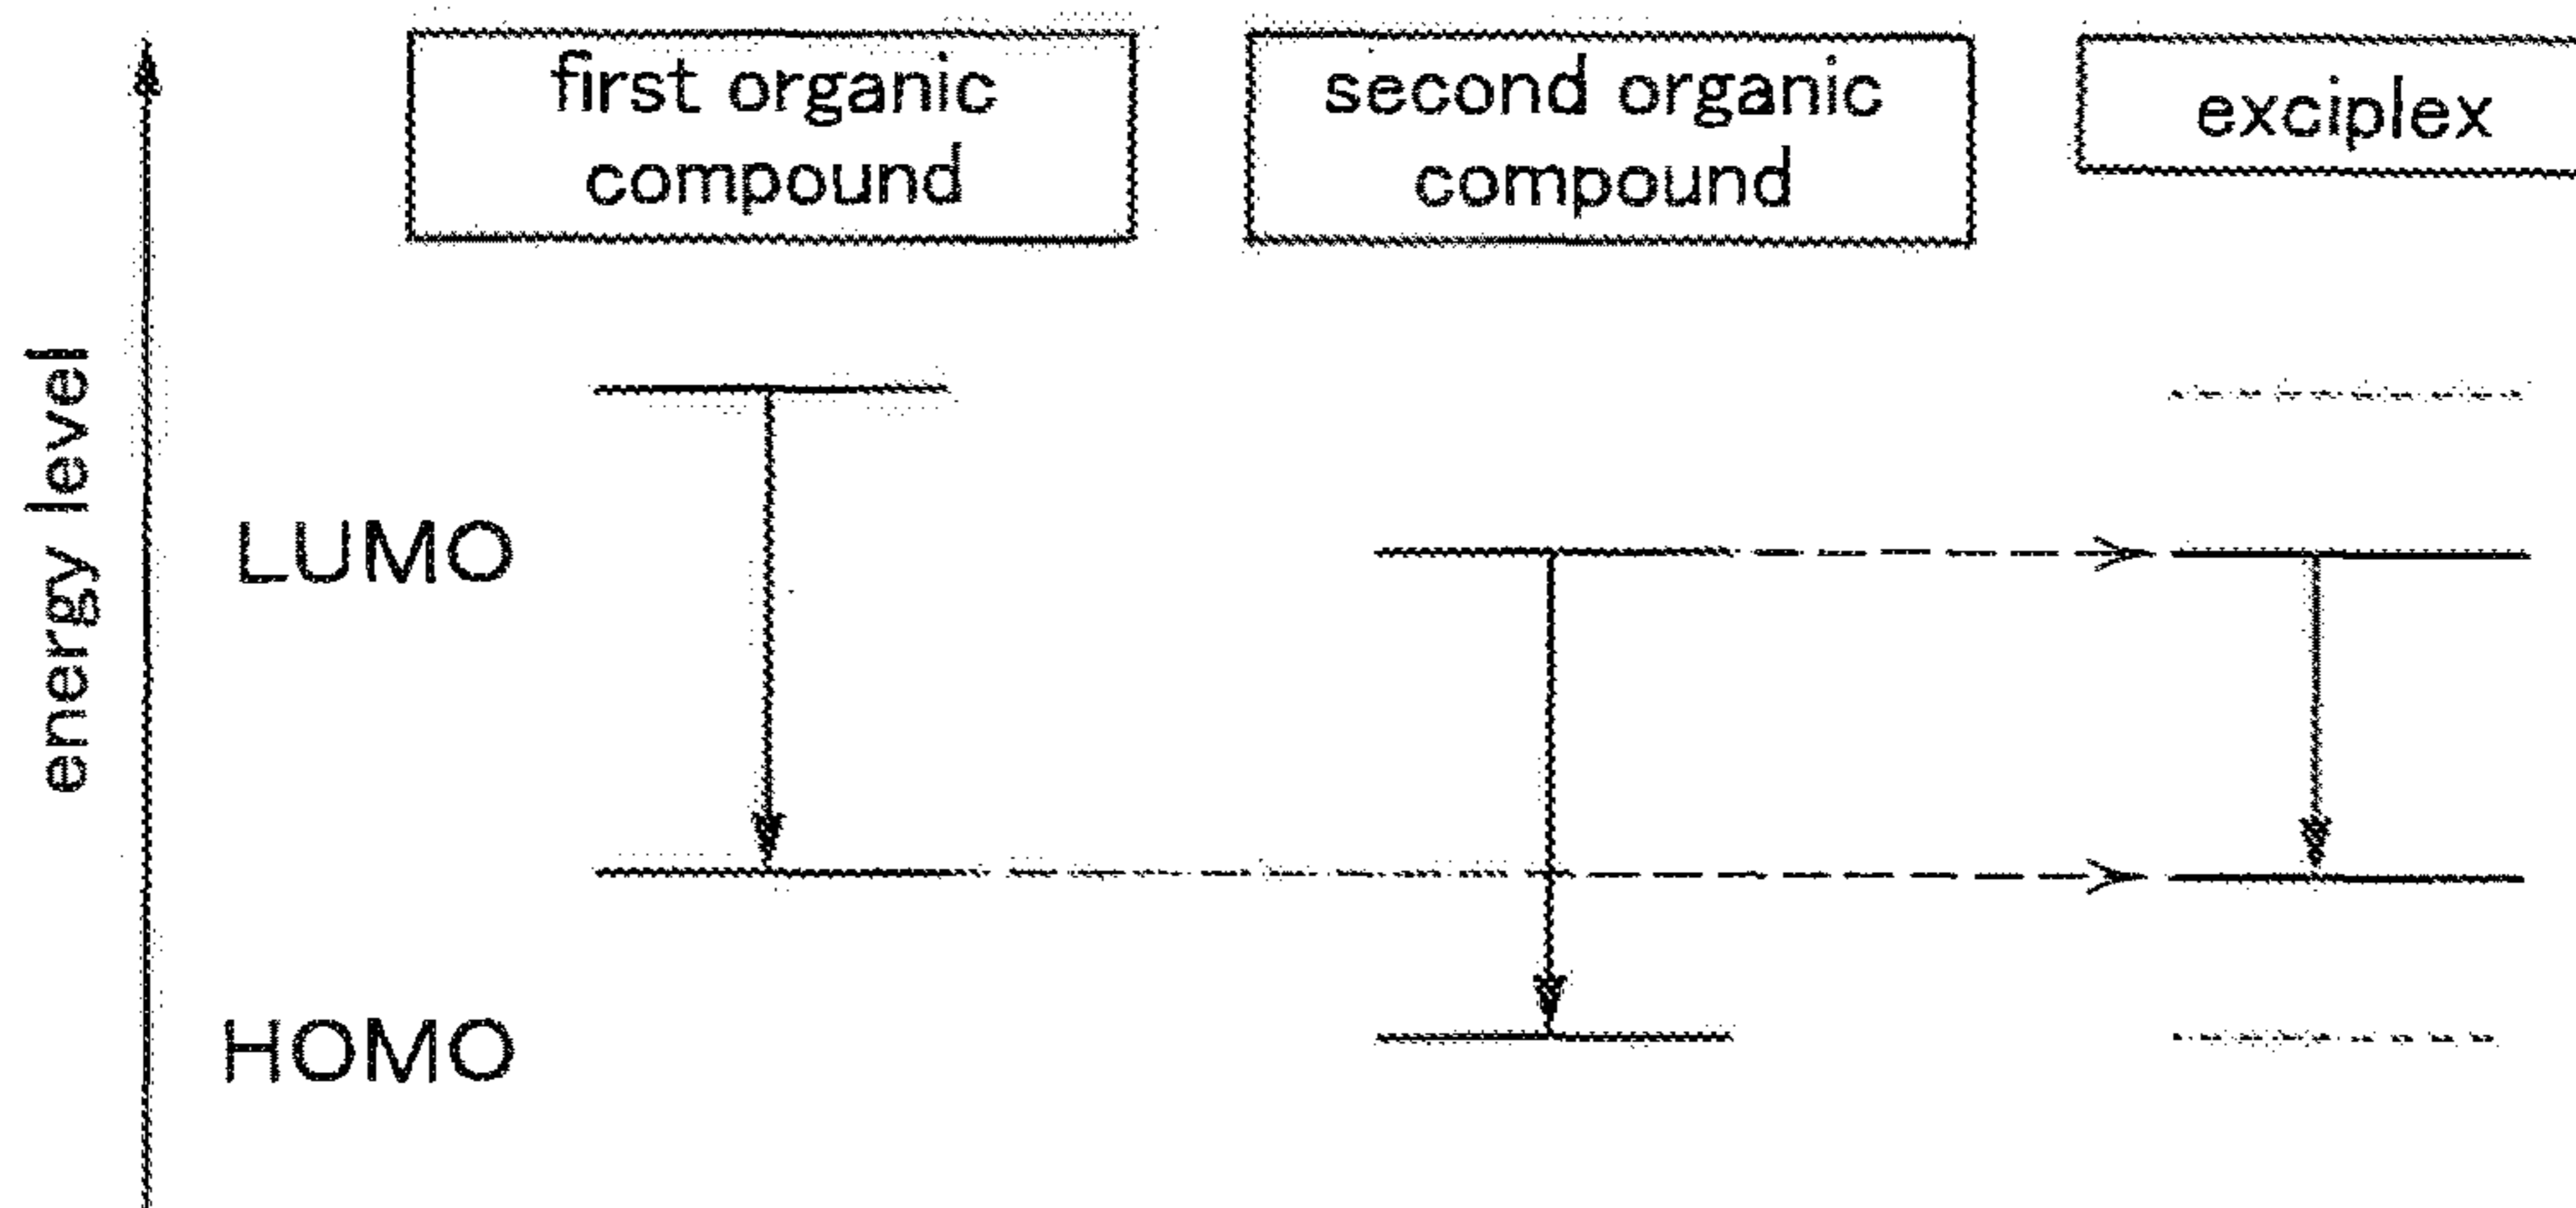 first organic
compound
second organic
compound
exciplex
energy level
LUMO
HOMO